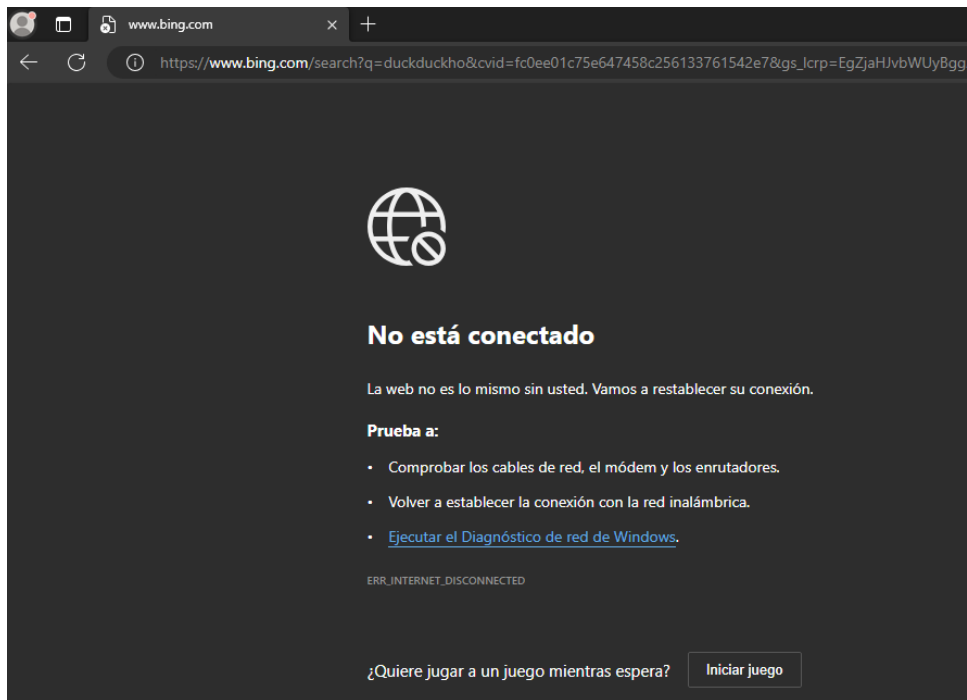 www.bing.com
https://www.bing.com/search?q=duckduckho&cvid=fc0ee01c75e647458c256133761542e7&gs_lcrp=EgZjaHJvbWUyBgg
No está conectado
La web no es lo mismo sin usted. Vamos a restablecer su conexión.
Prueba a:
• Comprobar los cables de red, el módem y los enrutadores.
• Volver a establecer la conexión con la red inalámbrica.
• Ejecutar el Diagnóstico de red de Windows.
ERR_INTERNET_DISCONNECTED
¿Quiere jugar a un juego mientras espera? Iniciar juego